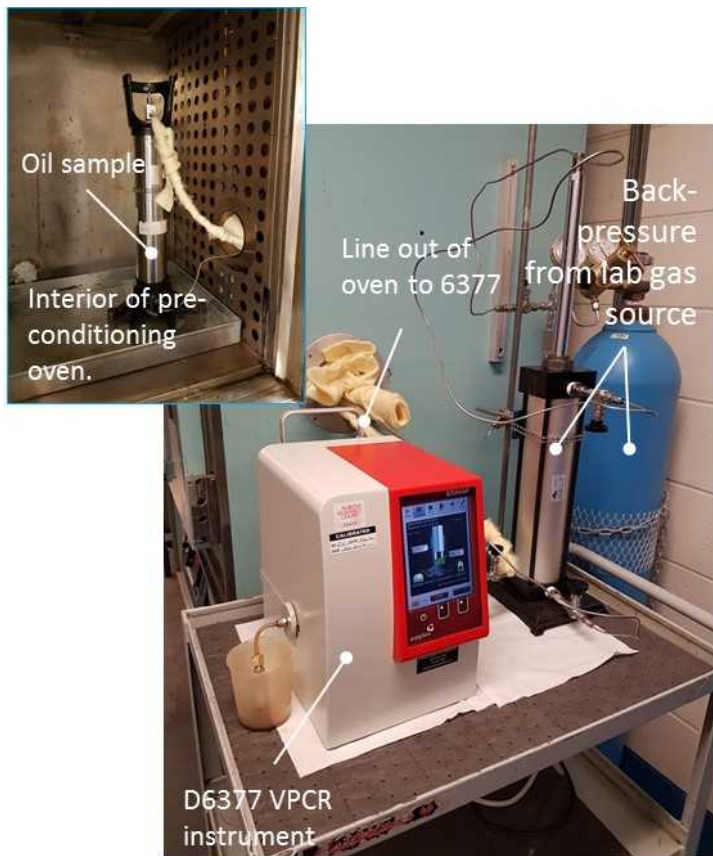 Oil sample
Interior of pre-
conditioning
oven.
Line out of
oven to 6377
Back-
pressure
from lab gas
source
CALIBRATED
D6377 VPCR
instrument